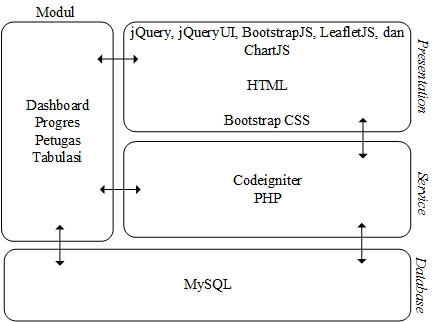 Modul
Dashboard
Progres
Petugas
Tabulasi
jQuery, jQueryUI, BootstrapJS, LeafletJS, dan
ChartJS
HTML
Bootstrap CSS
Presentation
Codeigniter
PHP
Service
MySQL
Database